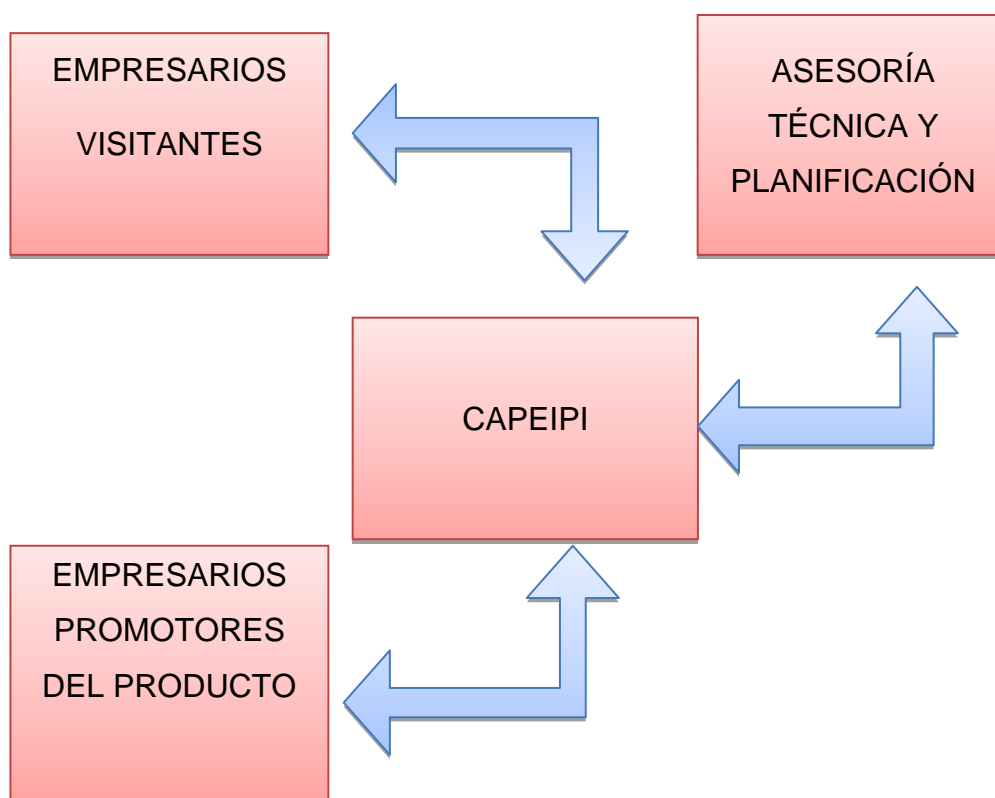 EMPRESARIOS
VISITANTES
ASESORÍA
TÉCNICA Y
PLANIFICACIÓN
CAPEIPI
EMPRESARIOS
PROMOTORES
DEL PRODUCTO